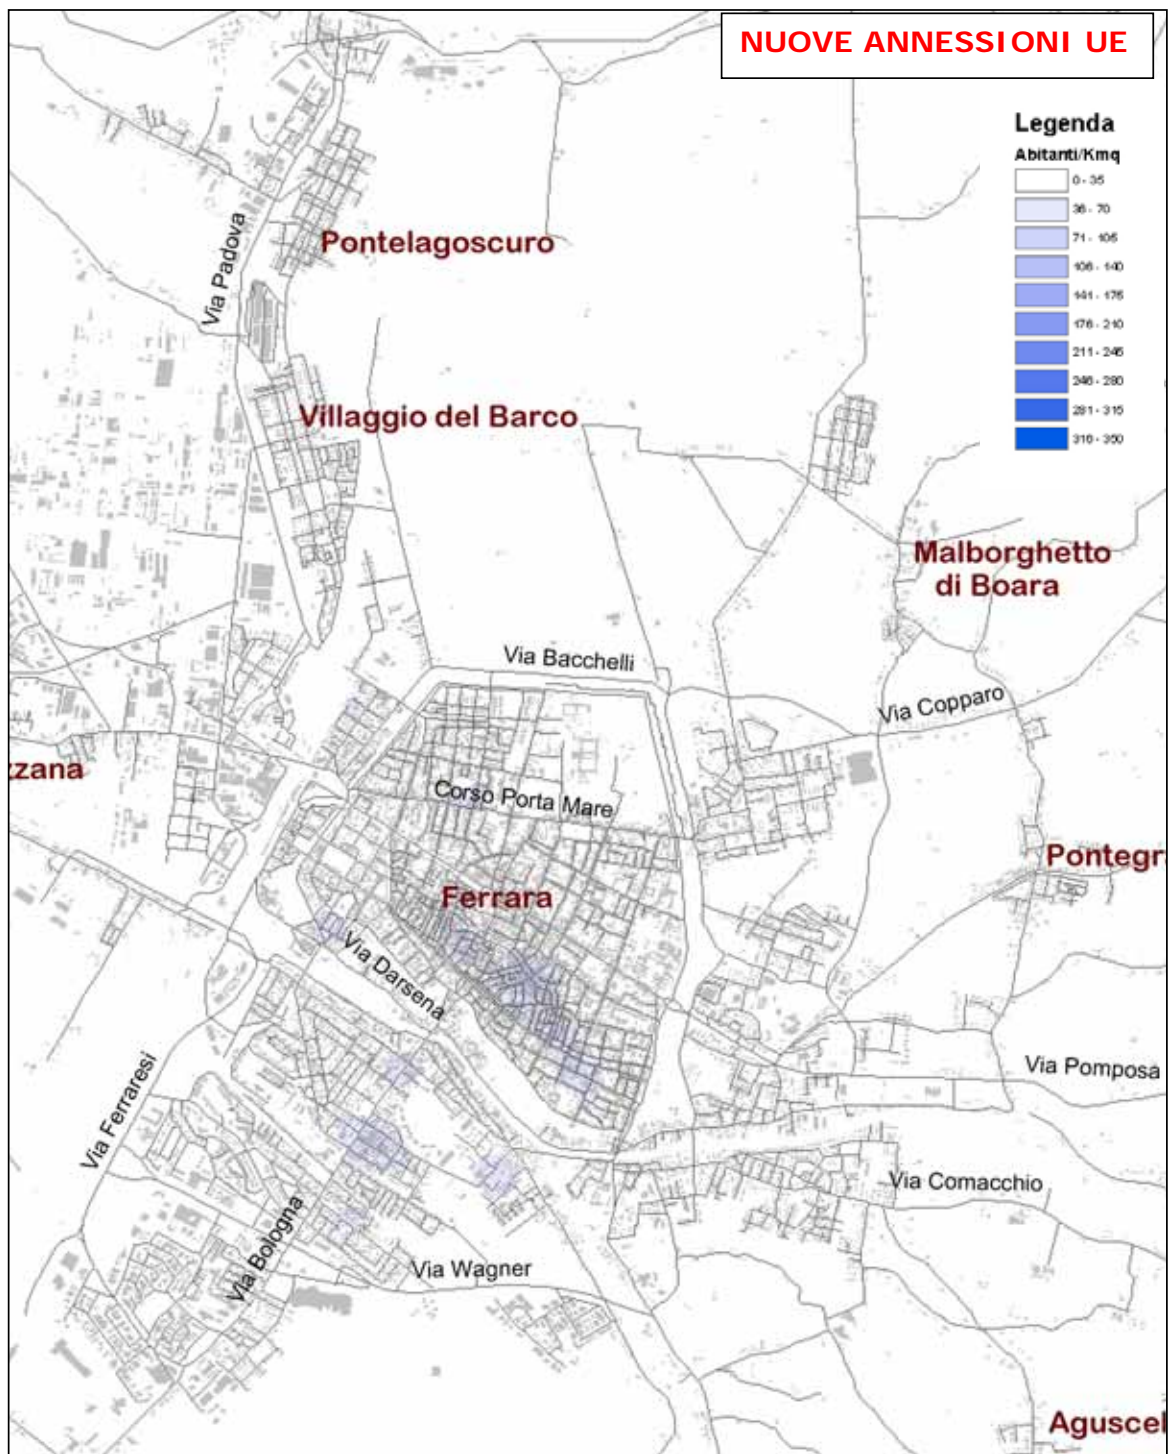 NUOVE ANNESSIONI UE
Legenda
Abitanti/Kmq
0 - 35
36 - 70
71 - 105
106 - 140
141 - 175
176 - 210
211 - 245
246 - 280
281 - 315
316 - 350
Pontelagoscuro
Via Padova
Villaggio del Barco
Malborghetto
di Boara
Via Bacchelli
Via Copparo
zzana
Corso Porta Mare
Pontegr
Ferrara
Via Darsena
Via Pomposa
Via Ferraresi
Via Comacchio
Via Bologna
Via Wagner
Aguscel